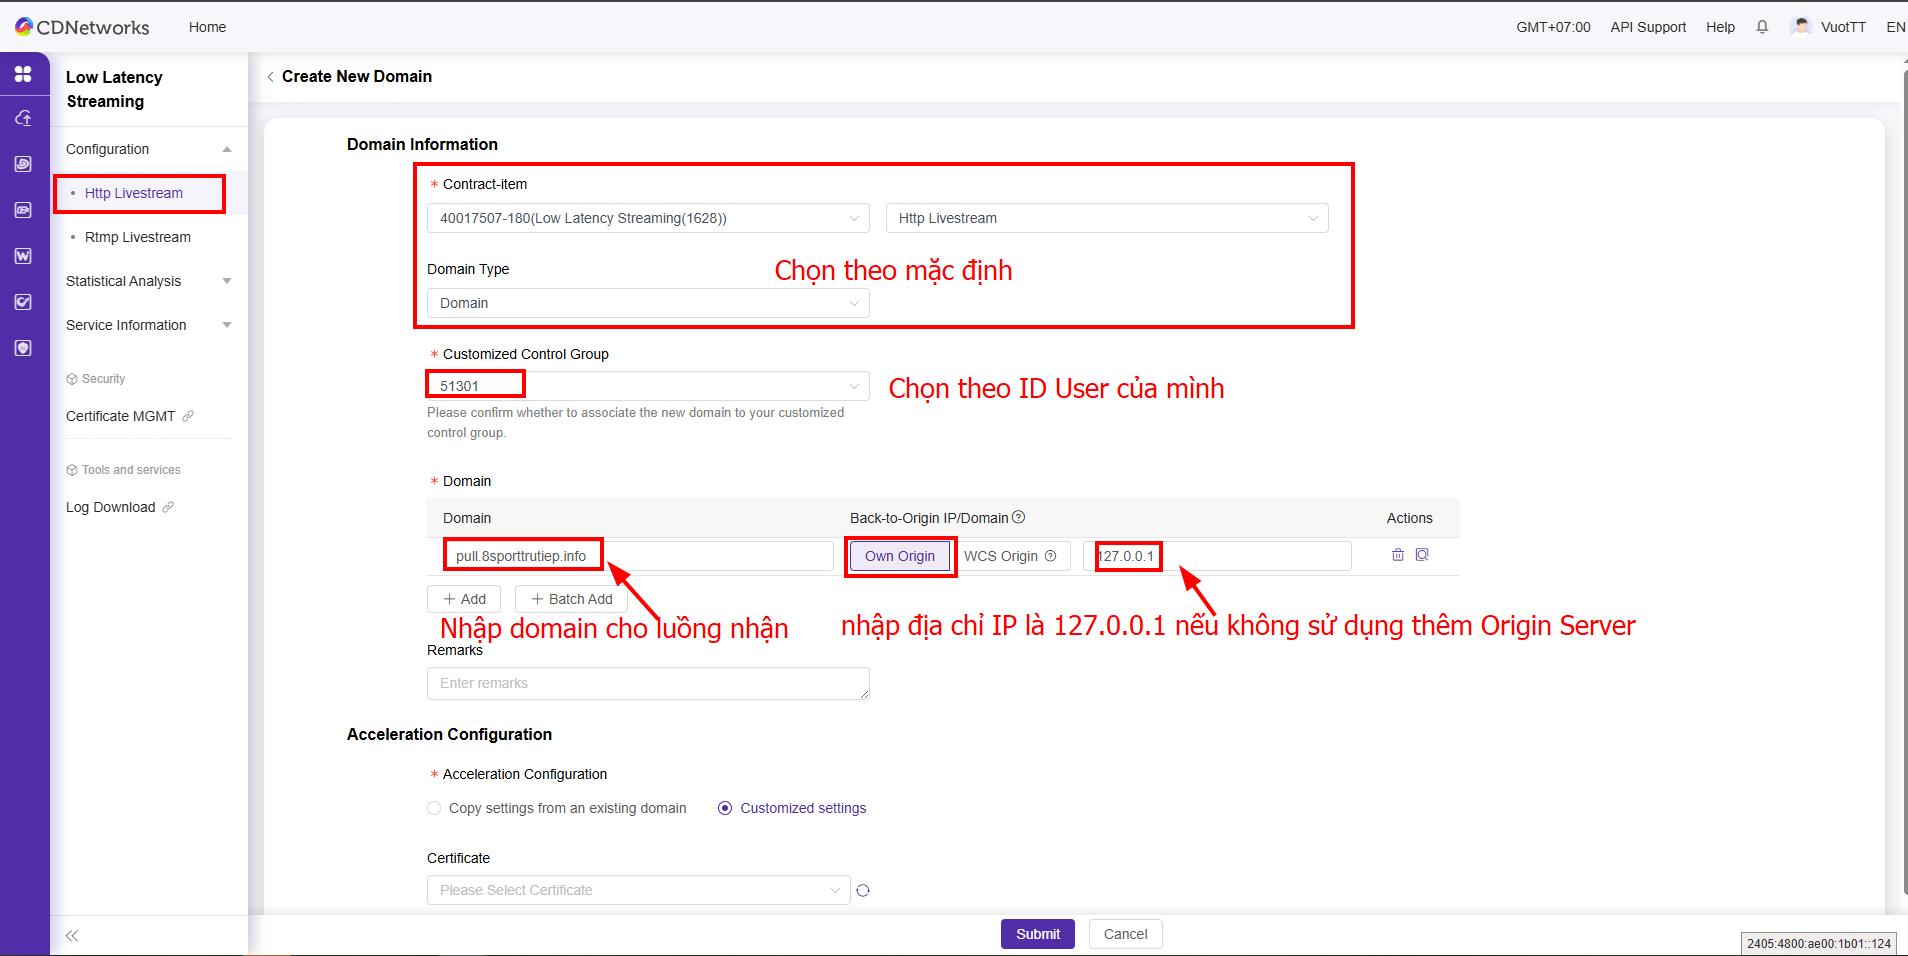 CDNetworks
Home
GMT+07:00
API Support
Help
VuotTT
EN
Low Latency
Streaming
Configuration
Http Livestream
Rtmp Livestream
Statistical Analysis
Service Information
Security
Certificate MGMT
Tools and services
Log Download
Create New Domain
Domain Information
* Contract-item
40017507-180(Low Latency Streaming(1628))
Http Livestream
Domain Type
Chọn theo mặc định
Domain
* Customized Control Group
51301
Chọn theo ID User của mình
Please confirm whether to associate the new domain to your customized
control group.
* Domain
Domain
Back-to-Origin IP/Domain
Actions
pull.8sporttrutiep.info
Own Origin
WCS Origin
127.0.0.1
+ Add
+ Batch Add
Nhập domain cho luồng nhận
nhập địa chỉ IP là 127.0.0.1 nếu không sử dụng thêm Origin Server
Remarks
Enter remarks
Acceleration Configuration
* Acceleration Configuration
Copy settings from an existing domain
Customized settings
Certificate
Please Select Certificate
Submit
Cancel
2405:4800:ae00:1b01::124